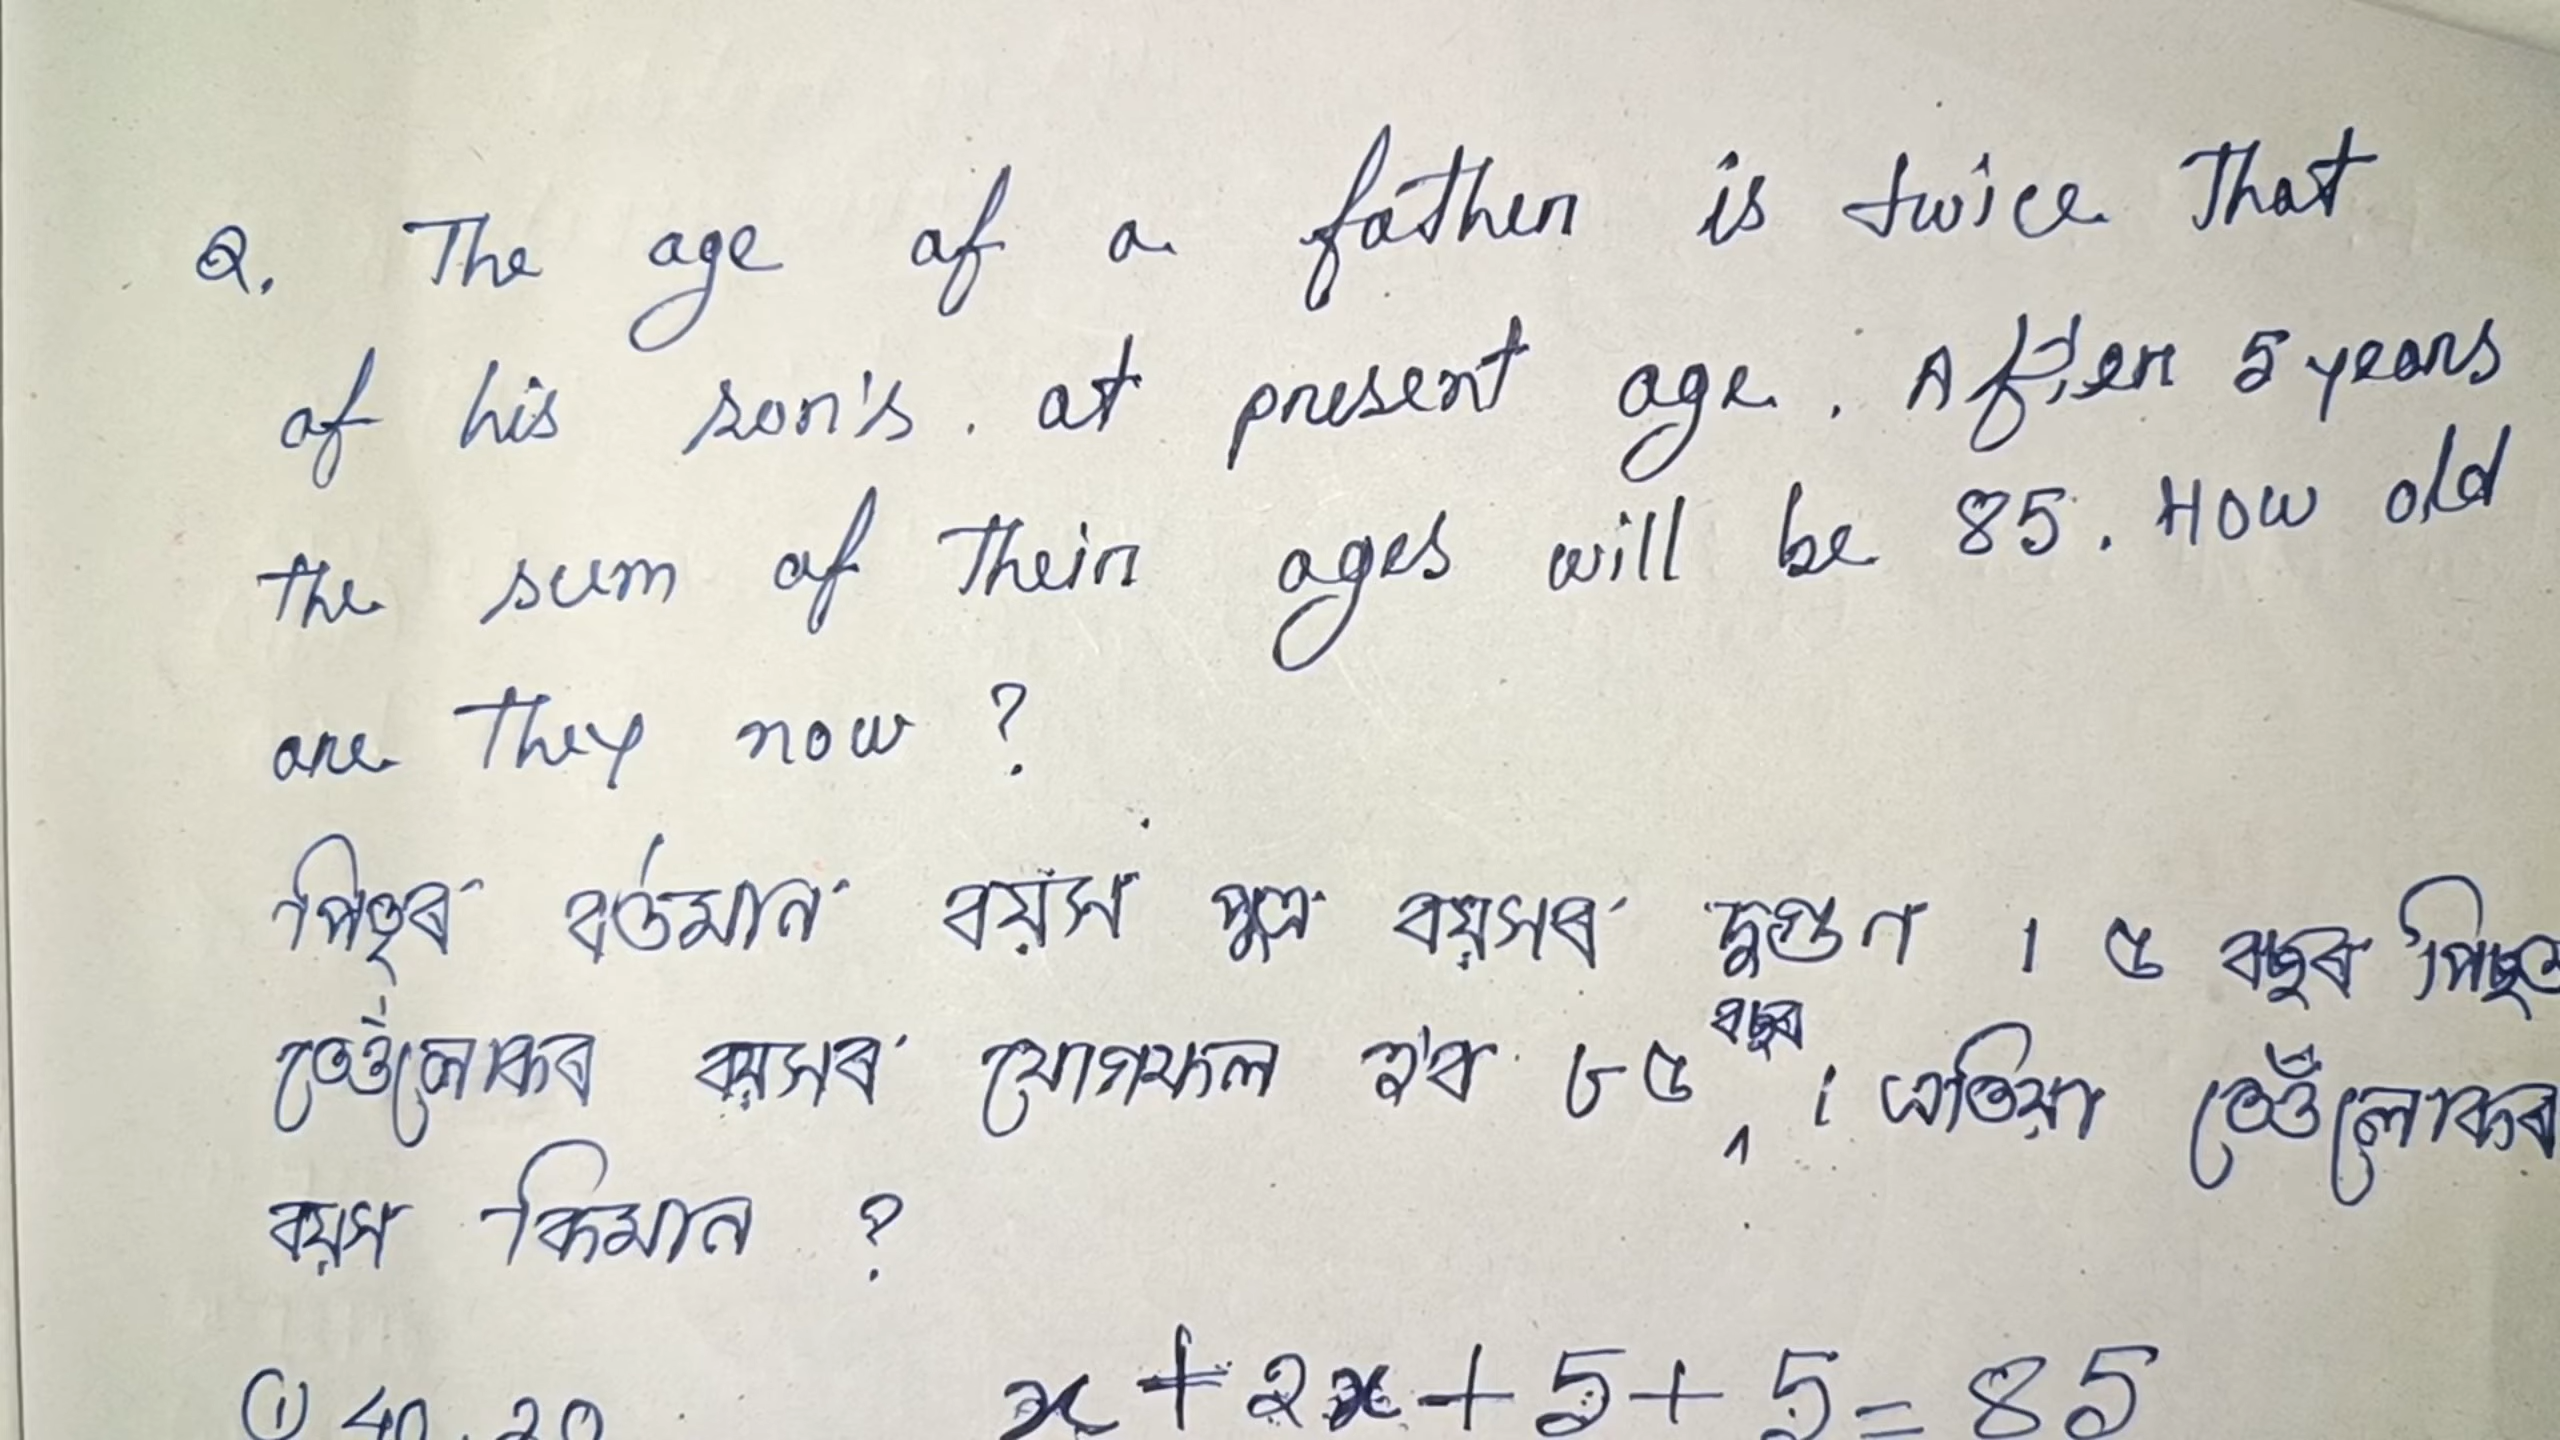 Q. The age of a father is twice That
of his son's. at present age. After 5 years
the sum of Their ages will be 85. How old
are They now ?
পিতৃৰ বৰ্তমান বয়স পুত্ৰ বয়সৰ দুগুণ । ৫ বছৰ পিছত
তেওঁলোকৰ বয়সৰ যোগফল হ'ব ৮৫ বছৰ । এতিয়া তেওঁলোকৰ
বয়স কিমান ?
① 40, 20 x + 2x + 5 + 5 = 85